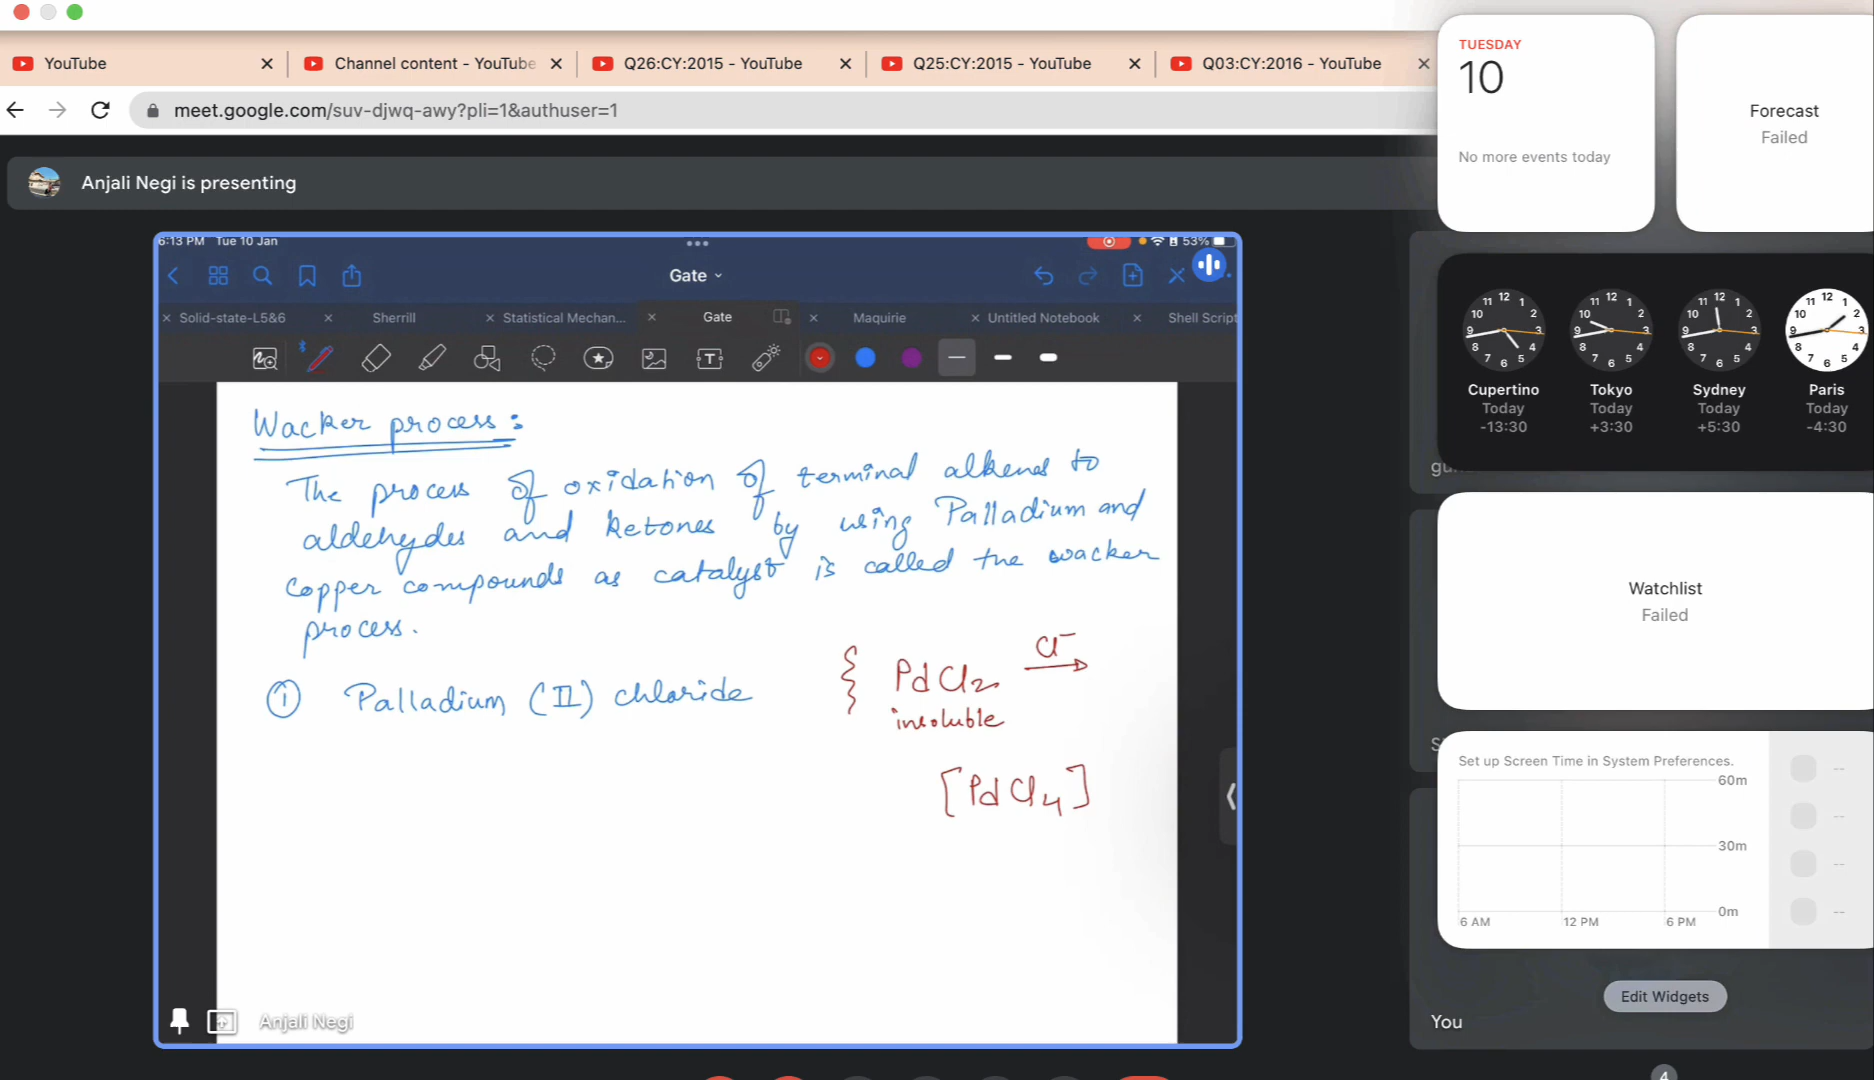 YouTube
Channel content - YouTube
Q26:CY:2015 - YouTube
Q25:CY:2015 - YouTube
Q03:CY:2016 - YouTube
meet.google.com/suv-djwq-awy?pli=1&authuser=1
Anjali Negi is presenting
6:13 PM Tue 10 Jan
53%
Gate
Solid-state-L5&6
Sherrill
Statistical Mechan...
Gate
Maquirie
Untitled Notebook
Shell Script
Wacker process:
The process of oxidation of terminal alkenes to
aldehydes and ketones by using Palladium and
Copper compounds as catalyst is called the wacker
process.
① Palladium (II) chloride
PdCl2 Cl⁻ →
insoluble
[PdCl4]
Anjali Negi
TUESDAY
10
No more events today
Forecast
Failed
Cupertino Tokyo Sydney Paris
Today Today Today Today
-13:30 +3:30 +5:30 -4:30
Watchlist
Failed
Set up Screen Time in System Preferences.
60m
30m
0m
6 AM 12 PM 6 PM
Edit Widgets
You
4